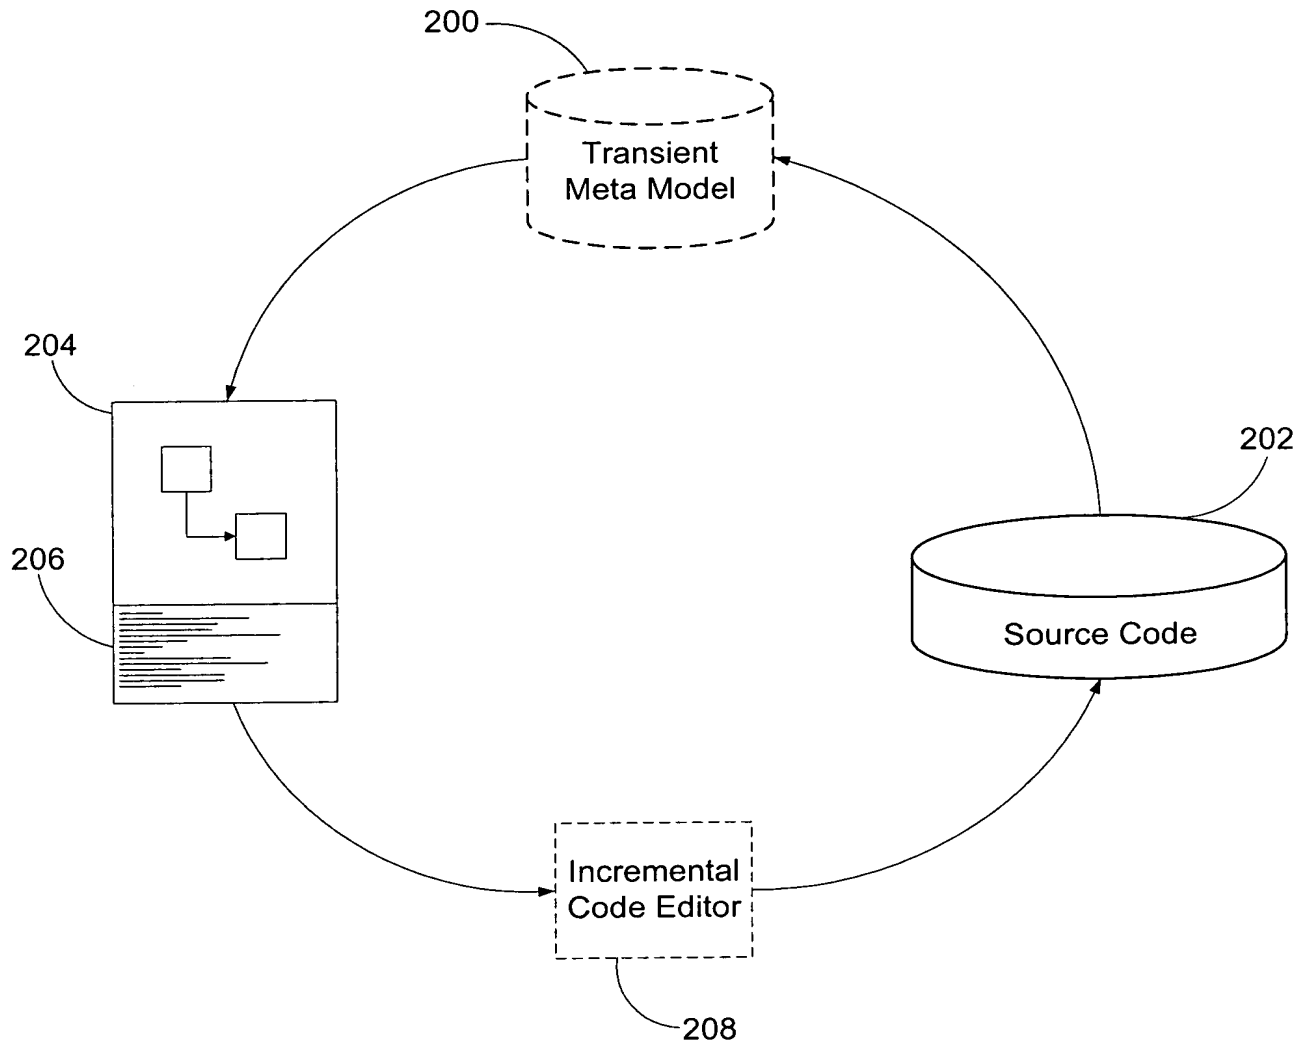 200
Transient
Meta Model
204
202
206
Source Code
Incremental
Code Editor
208